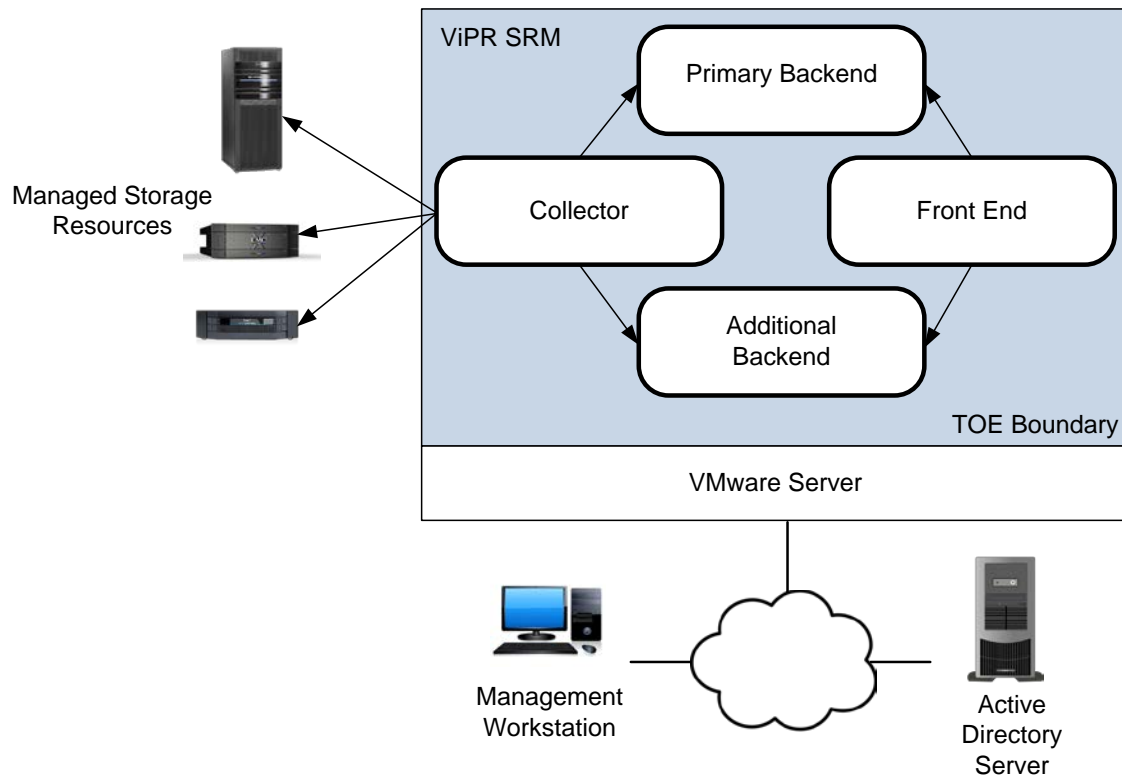 ViPR SRM
Primary Backend
Managed Storage
Resources
Collector
Front End
Additional
Backend
TOE Boundary
VMware Server
Management
Workstation
Active
Directory
Server